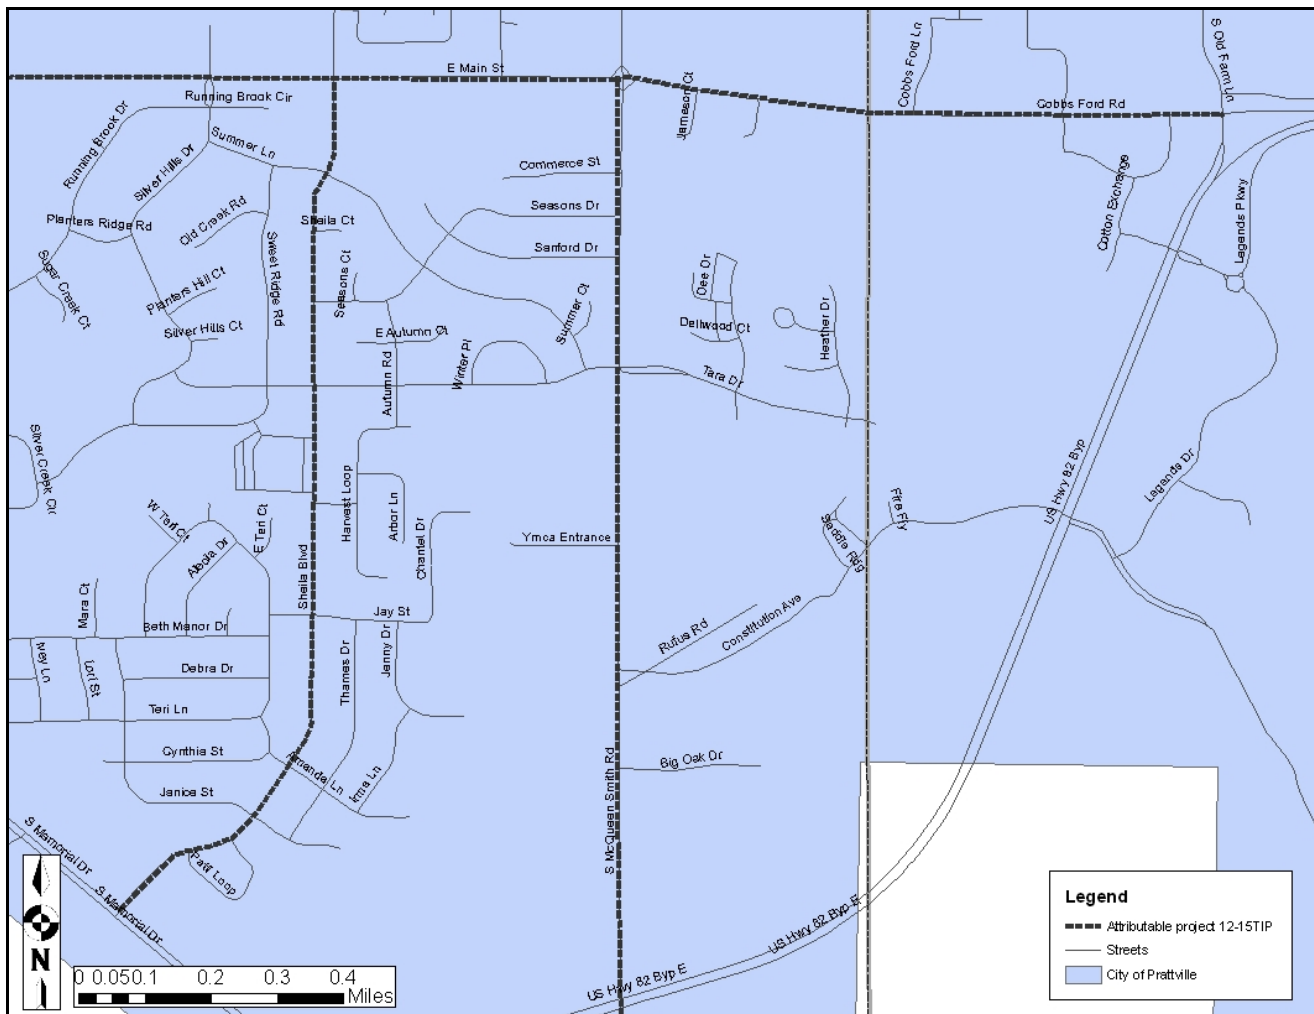 E Main St
Cobbs Ford Ln
S Old Farm Ln
Running Brook Cir
Jameson Ct
Cobbs Ford Rd
Running Brook Dr
Summer Ln
Silver Hills Dr
Commerce St
Cotton Exchange
Legends Pkwy
Old Creek Rd
Seasons Dr
Planters Ridge Rd
Sheila Ct
Sanford Dr
Sugar Creek Ct
Sweet Ridge Rd
Seasons Ct
Dee Dr
Planters Hill Ct
Summer Ct
Heather Dr
Silver Hills Ct
E Autumn Ct
Dellwood Ct
Winter Pl
Autumn Rd
Tara Dr
Silver Creek Cir
US Hwy 82 Byp
Legends Dr
Harvest Loop
Arbor Ln
W Teri Ct
E Teri Ct
Chantel Dr
Fire Fly
Saddle Rdg
Alecia Dr
Ymca Entrance
Sheila Blvd
Mara Ct
Jay St
Beth Manor Dr
Rufus Rd
Constitution Ave
Ivey Ln
Lori St
Debra Dr
Thames Dr
Jenny Dr
Teri Ln
Cynthia St
Amanda Ln
Irma Ln
S McQueen Smith Rd
Big Oak Dr
Janice St
S Memorial Dr
Patr Loop
S Memorial Dr
US Hwy 82 Byp E
US Hwy 82 Byp E
N
0 0.05 0.1 0.2 0.3 0.4
Miles
Legend
Attributable project 12-15TIP
Streets
City of Prattville